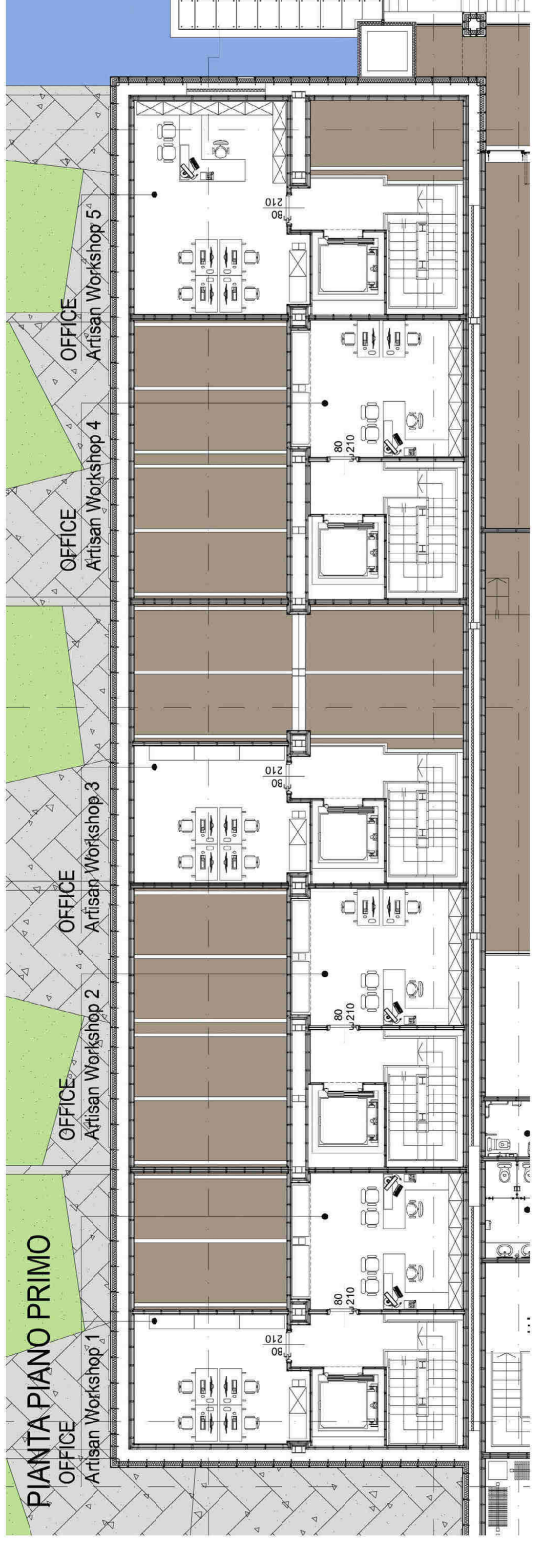 PIANTA PIANO PRIMO
OFFICE
Artisan Workshop 1
OFFICE
Artisan Workshop 2
OFFICE
Artisan Workshop 3
OFFICE
Artisan Workshop 4
OFFICE
Artisan Workshop 5
80
210
80
210
80
210
80
210
80
210
80
210